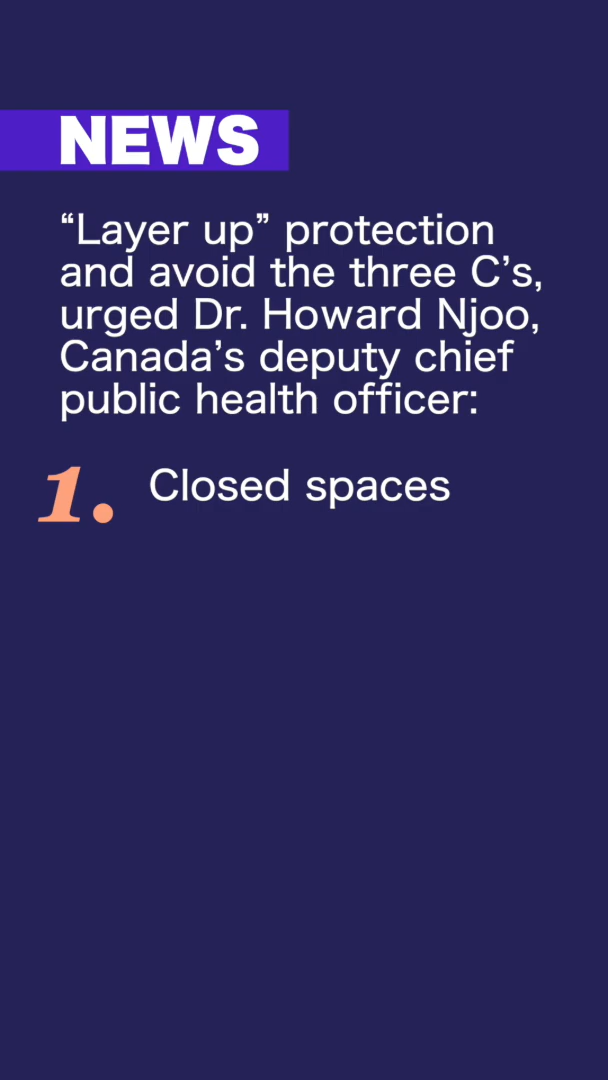 NEWS
“Layer up” protection
and avoid the three C’s,
urged Dr. Howard Njoo,
Canada’s deputy chief
public health officer:
1. Closed spaces